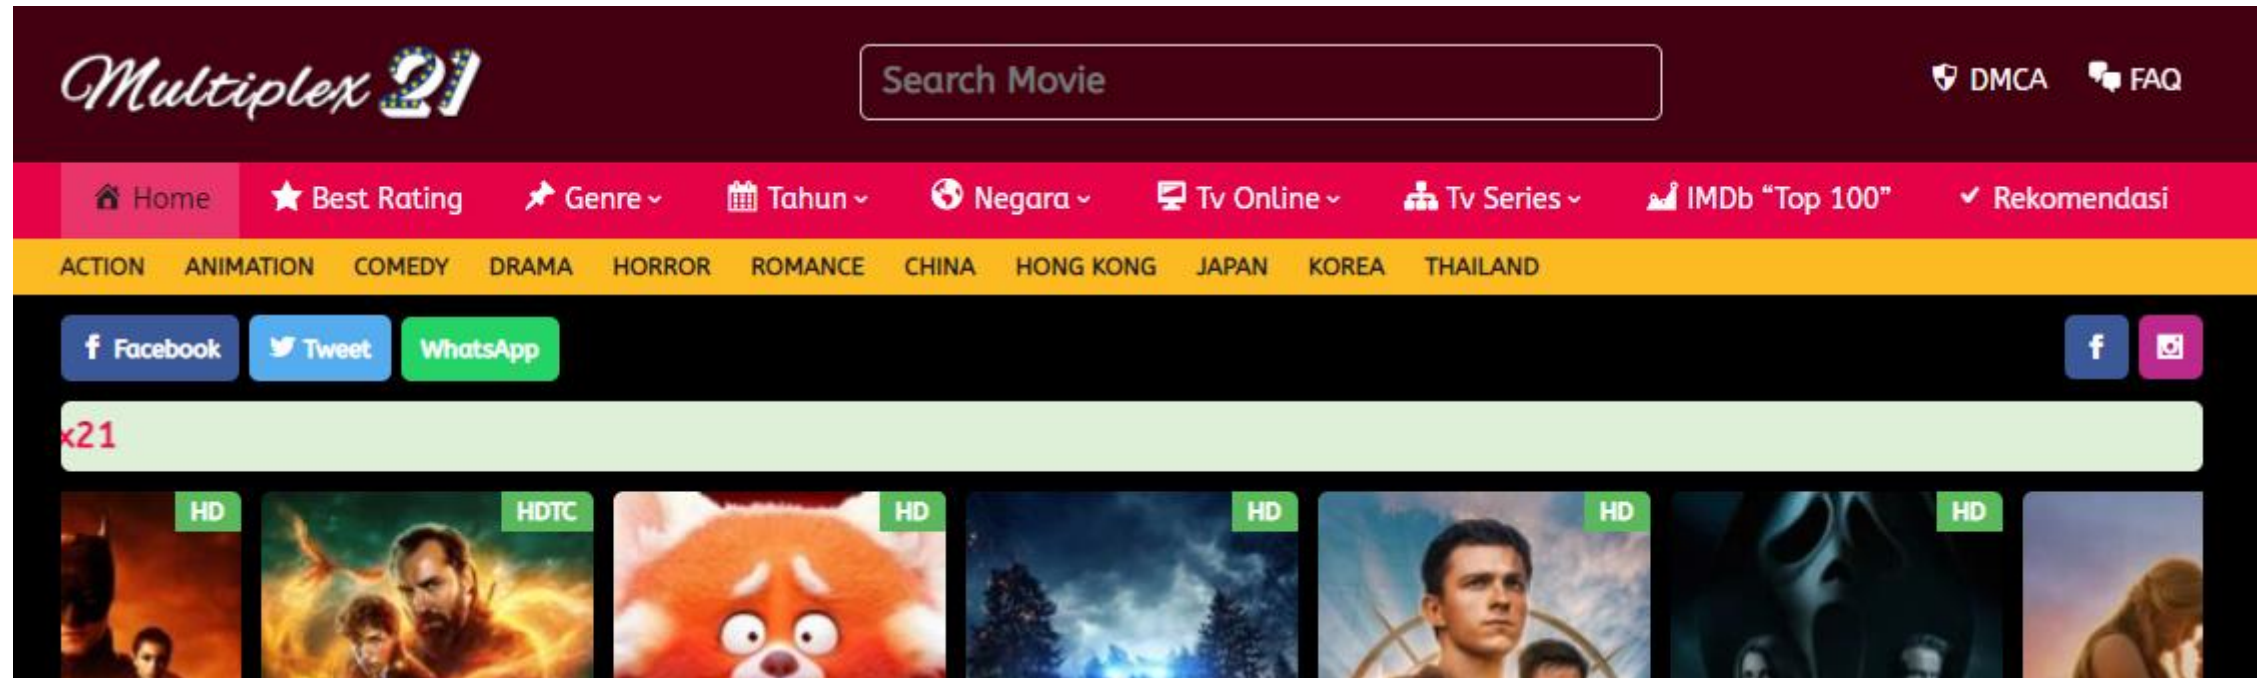 Multiplex 21
Search Movie
DMCA FAQ
Home Best Rating Genre Tahun Negara Tv Online Tv Series IMDb “Top 100” Rekomendasi
ACTION ANIMATION COMEDY DRAMA HORROR ROMANCE CHINA HONG KONG JAPAN KOREA THAILAND
f Facebook Tweet WhatsApp f
x21
HD HDTC HD HD HD HD